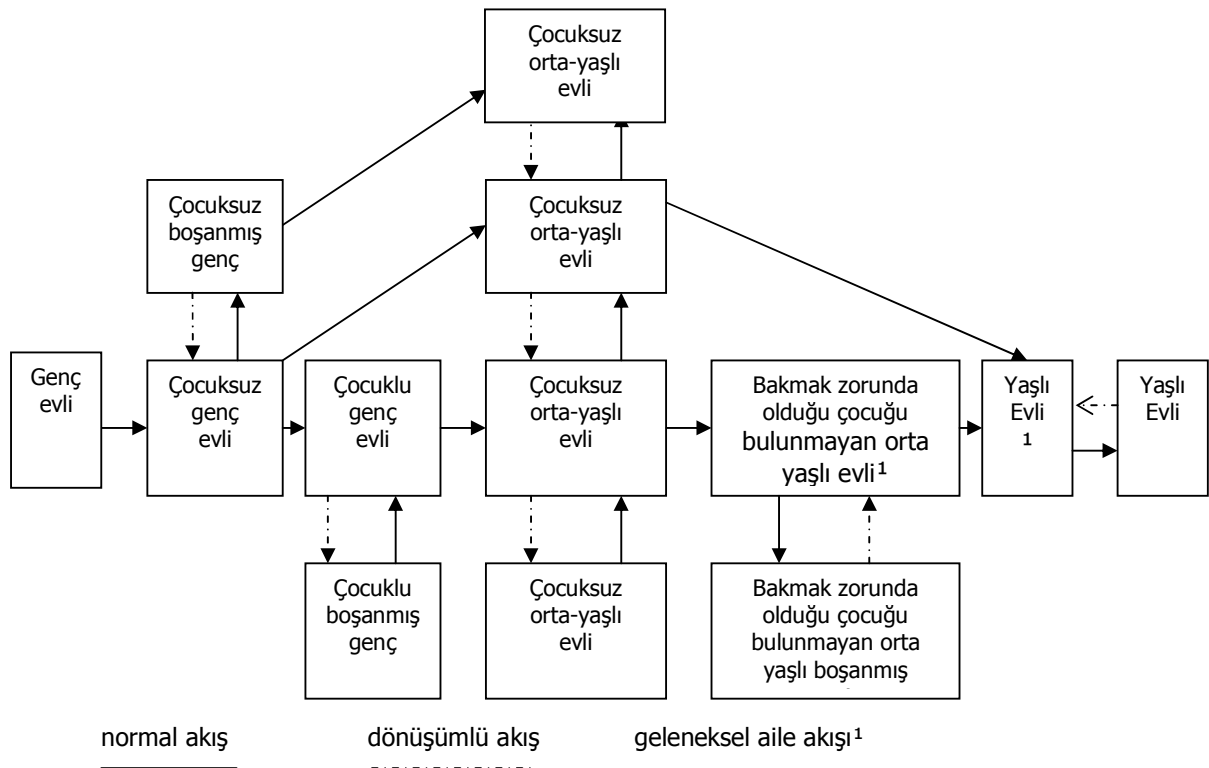 Çocuksuz
orta-yaşlı
evli
Çocuksuz
boşanmış
genç
Çocuksuz
orta-yaşlı
evli
Genç
evli
Çocuksuz
genç
evli
Çocuklu
genç
evli
Çocuksuz
orta-yaşlı
evli
Bakmak zorunda
olduğu çocuğu
bulunmayan orta
yaşlı evli¹
Yaşlı
Evli
1
Yaşlı
Evli
Çocuklu
boşanmış
genç
Çocuksuz
orta-yaşlı
evli
Bakmak zorunda
olduğu çocuğu
bulunmayan orta
yaşlı boşanmış
normal akış dönüşümlü akış geleneksel aile akışı¹